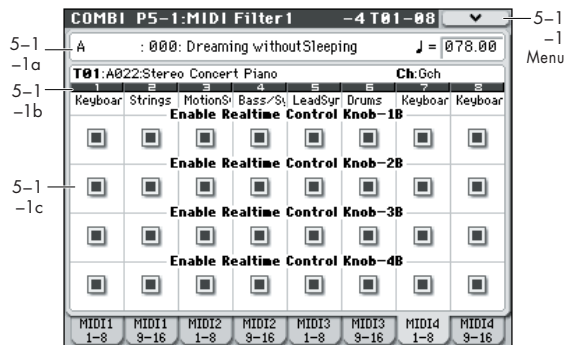 COMBI P5-1:MIDI Filter1 -4 T01-08
5-1
-1
Menu
5-1
-1a
A :000: Dreaming withoutSleeping ♩= 078.00
T01:A022:Stereo Concert Piano Ch:Gch
5-1
-1b
1 2 3 4 5 6 7 8
Keyboar Strings MotionS Bass/Sy LeadSyr Drums Keyboar Keyboar
Enable Realtime Control Knob-1B
Enable Realtime Control Knob-2B
5-1
-1c
Enable Realtime Control Knob-3B
Enable Realtime Control Knob-4B
MIDI1 MIDI1 MIDI2 MIDI2 MIDI3 MIDI3 MIDI4 MIDI4
1-8 9-16 1-8 9-16 1-8 9-16 1-8 9-16